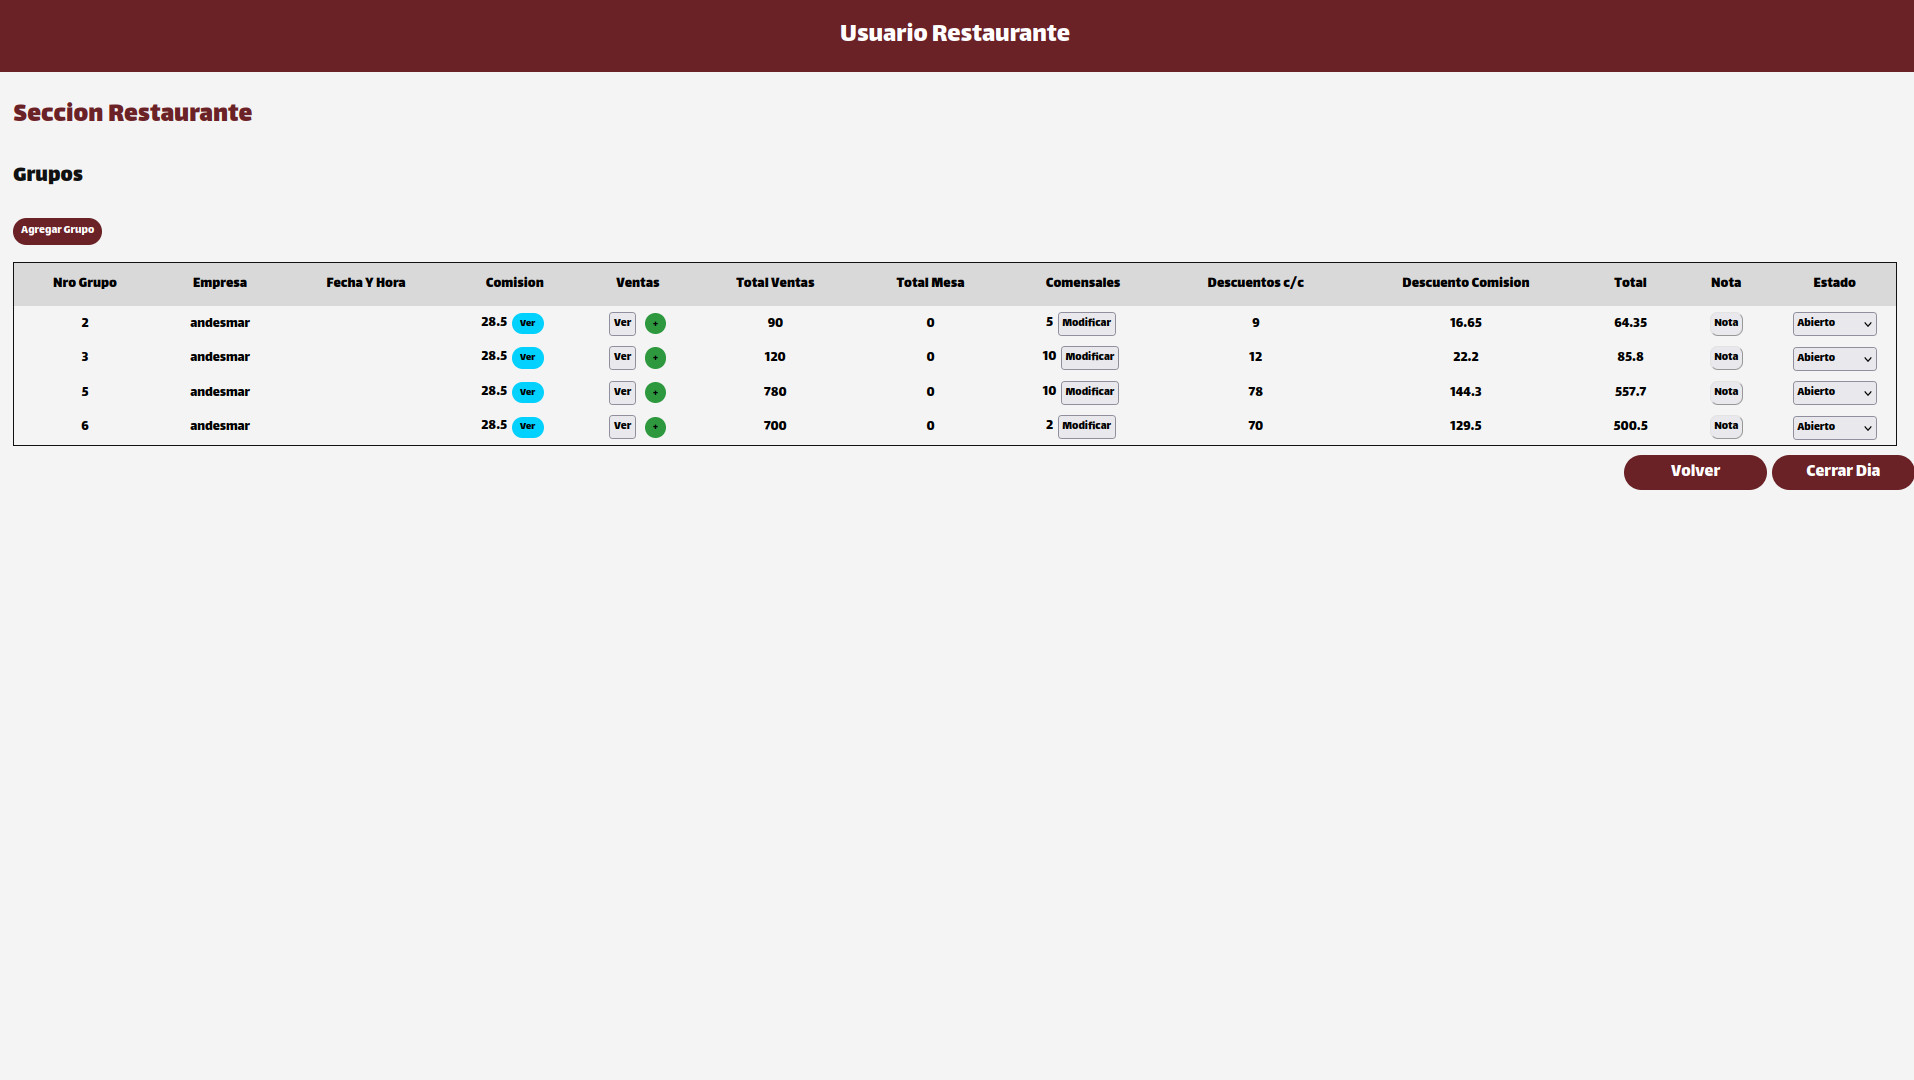 Usuario Restaurante
Seccion Restaurante
Grupos
Agregar Grupo
Nro Grupo Empresa Fecha Y Hora Comision Ventas Total Ventas Total Mesa Comensales Descuentos c/c Descuento Comision Total Nota Estado
2 andesmar 28.5 Ver Ver + 90 0 5 Modificar 9 16.65 64.35 Nota Abierto
3 andesmar 28.5 Ver Ver + 120 0 10 Modificar 12 22.2 85.8 Nota Abierto
5 andesmar 28.5 Ver Ver + 780 0 10 Modificar 78 144.3 557.7 Nota Abierto
6 andesmar 28.5 Ver Ver + 700 0 2 Modificar 70 129.5 500.5 Nota Abierto
Volver Cerrar Dia